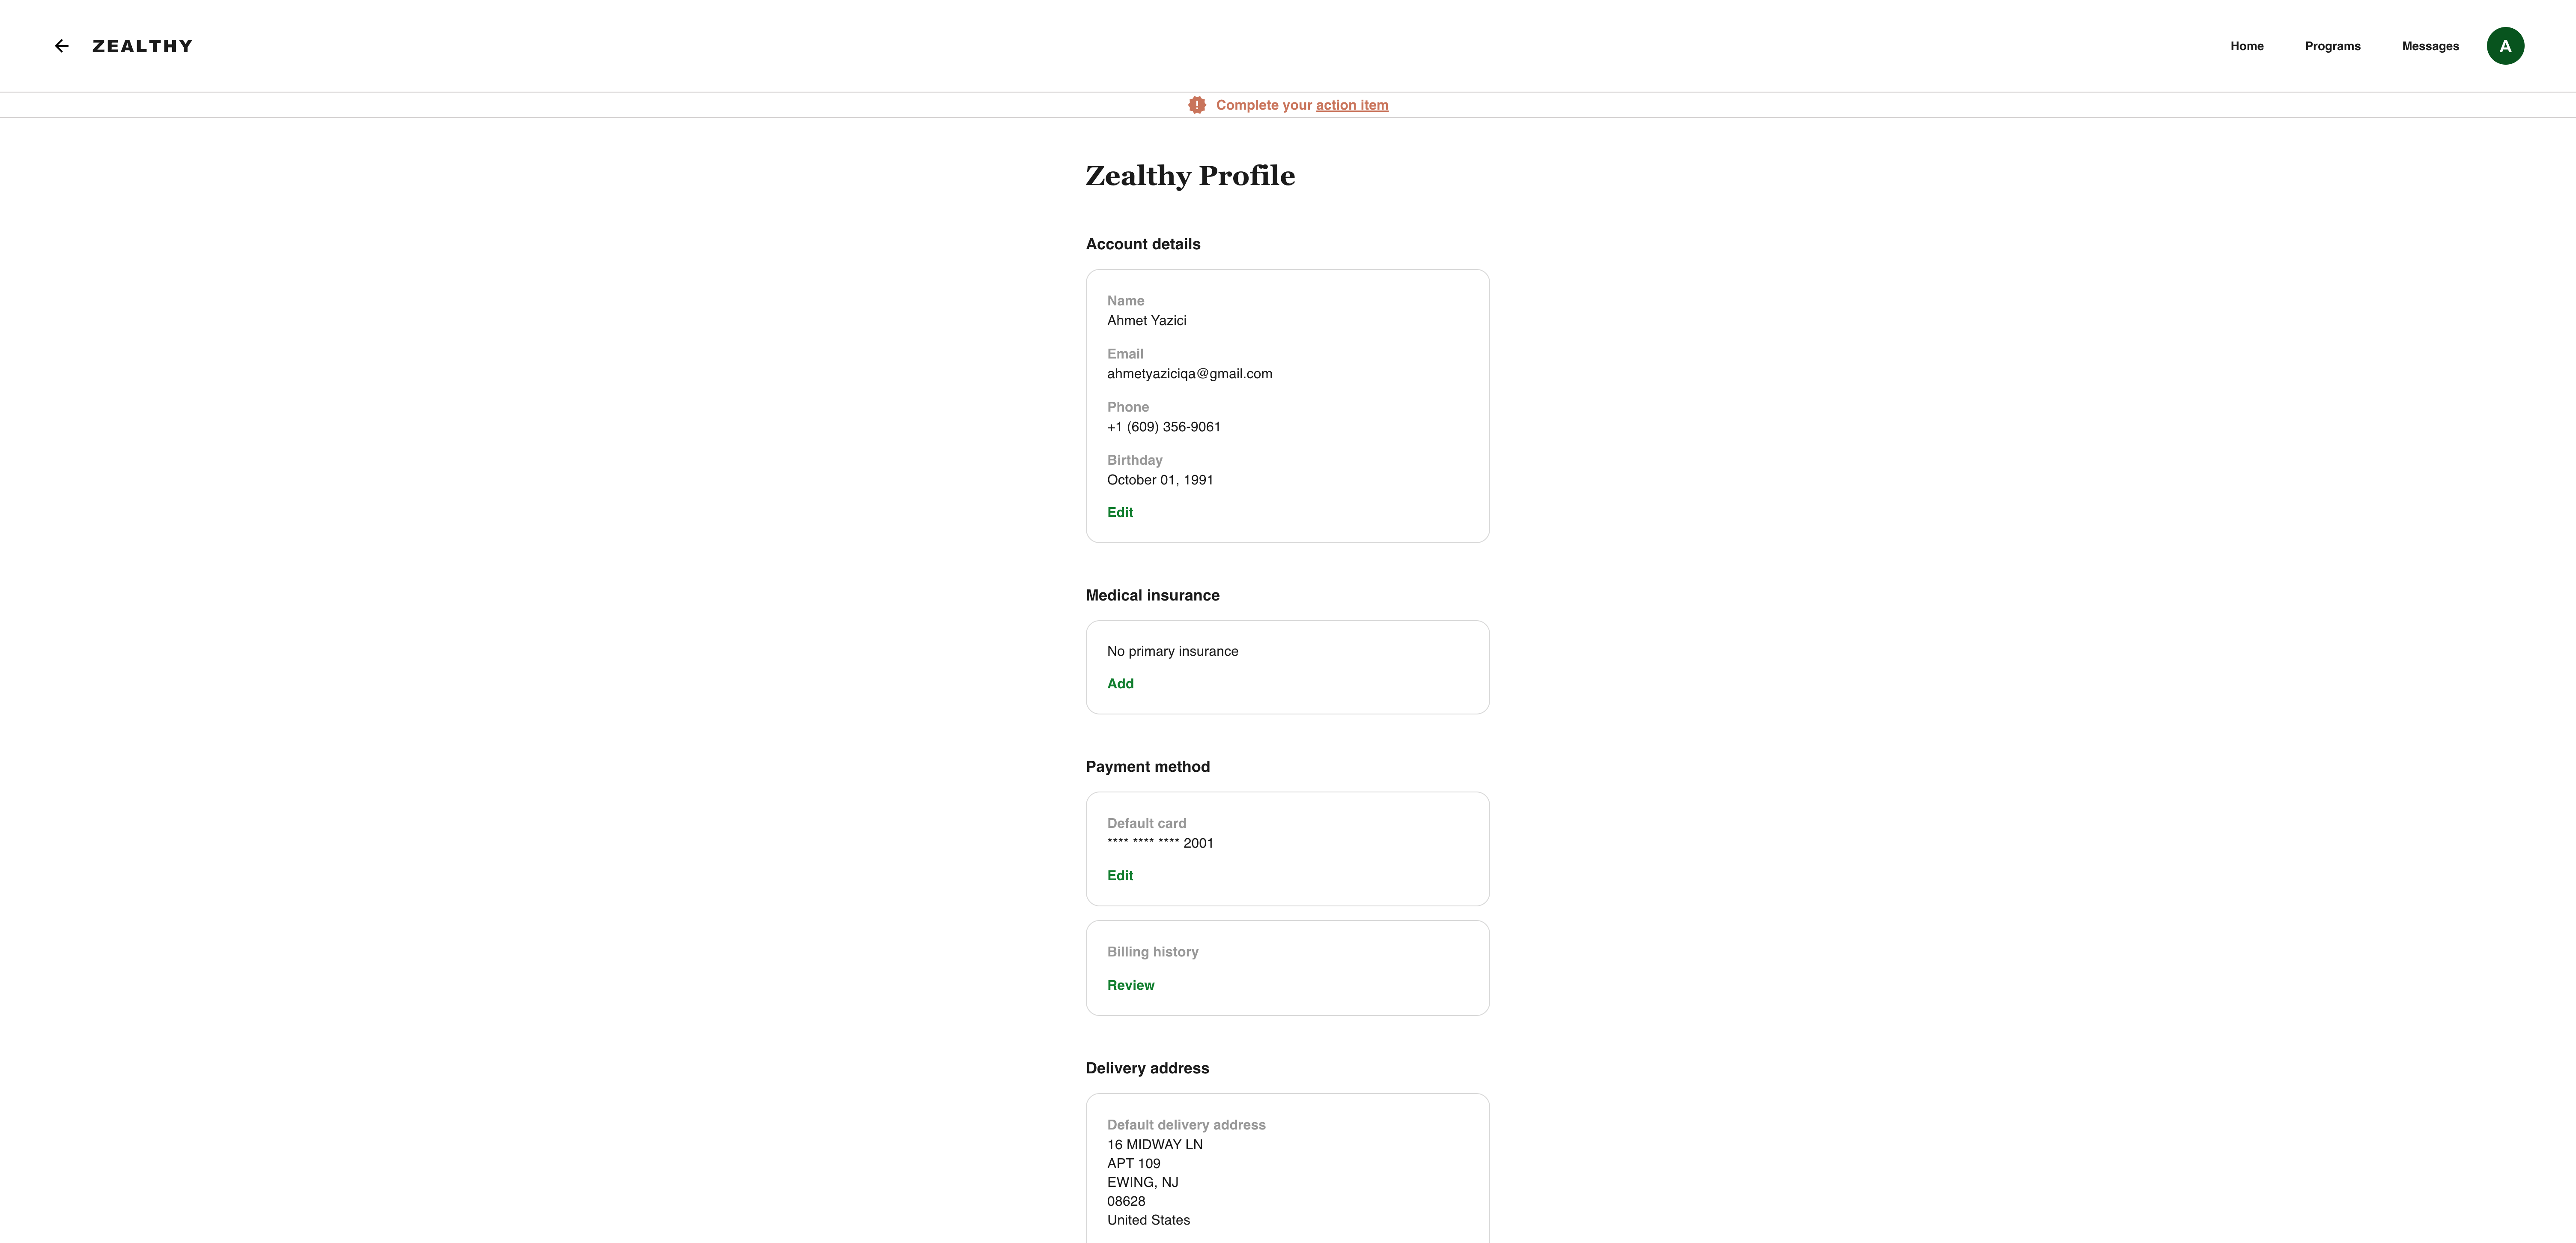 ZEALTHY
Home
Programs
Messages
A
Complete your action item
Zealthy Profile
Account details
Name
Ahmet Yazici
Email
ahmetyaziciqa@gmail.com
Phone
+1 (609) 356-9061
Birthday
October 01, 1991
Edit
Medical insurance
No primary insurance
Add
Payment method
Default card
**** **** **** 2001
Edit
Billing history
Review
Delivery address
Default delivery address
16 MIDWAY LN
APT 109
EWING, NJ
08628
United States